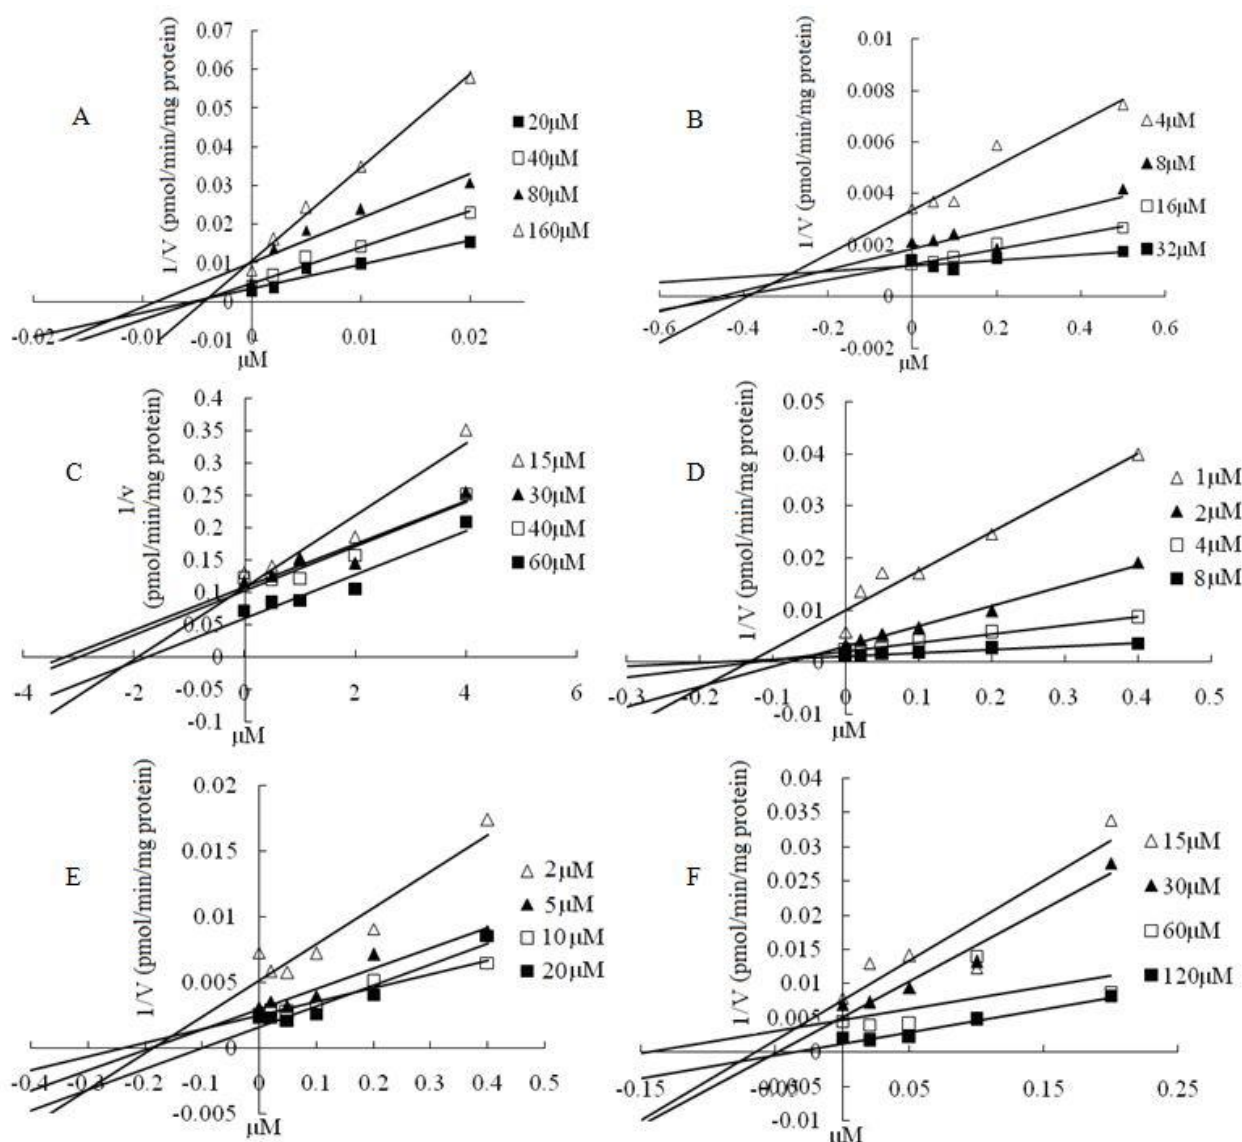 A
1/V (pmol/min/mg protein)
0.07
0.06
0.05
0.04
0.03
0.02
0.01
0
-0.01
-0.02
-0.01
0
0.01
0.02
μM
■ 20μM
□ 40μM
▲ 80μM
△ 160μM
B
1/V (pmol/min/mg protein)
0.01
0.008
0.006
0.004
0.002
0
-0.002
-0.6
-0.4
-0.2
0
0.2
0.4
0.6
μM
△ 4μM
▲ 8μM
□ 16μM
■ 32μM
C
1/v
(pmol/min/mg protein)
0.4
0.35
0.3
0.25
0.2
0.15
0.1
0.05
0
-0.05
-0.1
-4
-2
0
2
4
6
μM
△ 15μM
▲ 30μM
□ 40μM
■ 60μM
D
1/V (pmol/min/mg protein)
0.05
0.04
0.03
0.02
0.01
0
-0.01
-0.3
-0.2
-0.1
0
0.1
0.2
0.3
0.4
0.5
μM
△ 1μM
▲ 2μM
□ 4μM
■ 8μM
E
1/V (pmol/min/mg protein)
0.02
0.015
0.01
0.005
0
-0.005
-0.4
-0.3
-0.2
-0.1
0
0.1
0.2
0.3
0.4
0.5
μM
△ 2μM
▲ 5μM
□ 10μM
■ 20μM
F
1/V (pmol/min/mg protein)
0.04
0.035
0.03
0.025
0.02
0.015
0.01
0.005
0
-0.005
-0.01
-0.15
-0.05
0.05
0.15
0.25
μM
△ 15μM
▲ 30μM
□ 60μM
■ 120μM